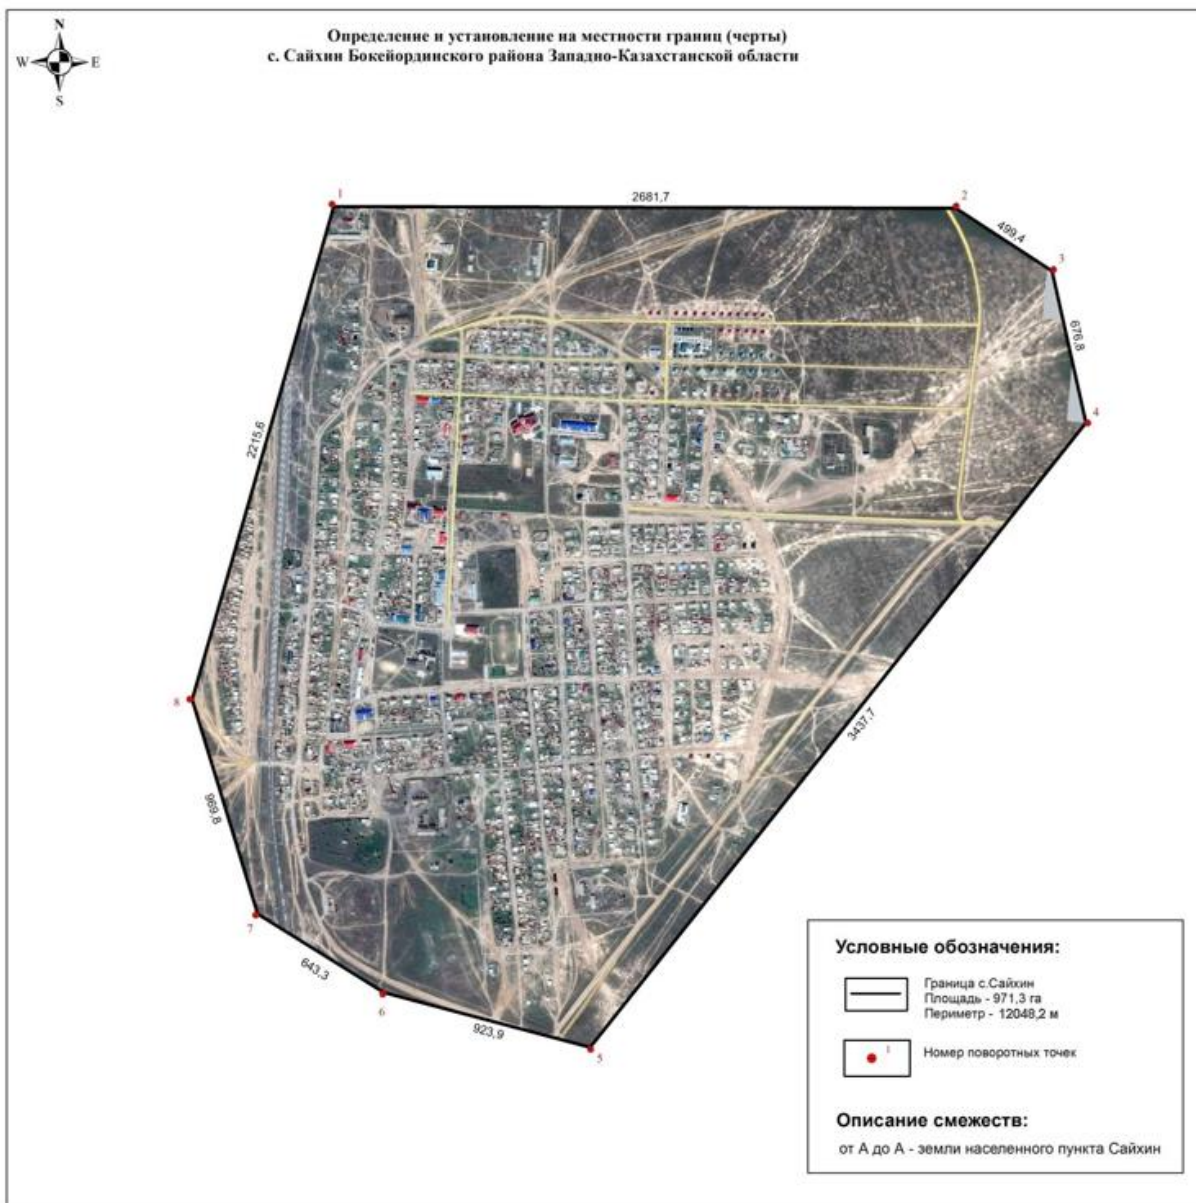 N
W E
S
Определение и установление на местности границ (черты)
с. Сайхин Бокейординского района Западно-Казахстанской области
1
2681,7
2
499,4
3
676,8
4
2215,6
3437,7
8
969,8
7
643,3
6
923,9
5
Условные обозначения:
Граница с.Сайхин
Площадь - 971,3 га
Периметр - 12048,2 м
1
Номер поворотных точек
Описание смежеств:
от А до А - земли населенного пункта Сайхин